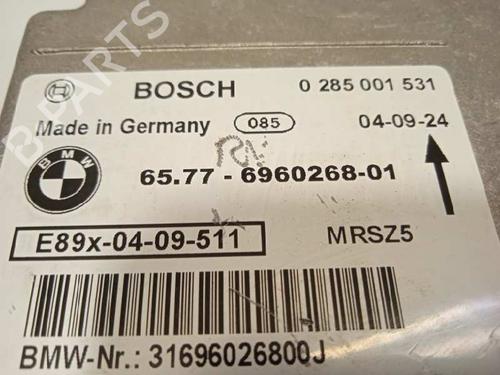 BOSCH 0 285 001 531
Made in Germany 085 04-09-24
BMW 65.77 - 6960268-01
E89x-04-09-511 MRSZ5
BMW-Nr.: 31696026800J
B-PARTS